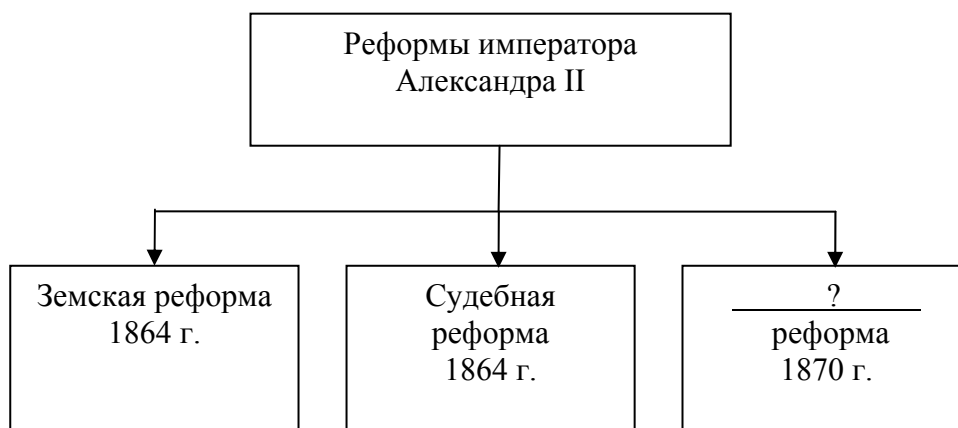 Реформы императора
Александра II
Земская реформа
1864 г.
Судебная
реформа
1864 г.
?
реформа
1870 г.